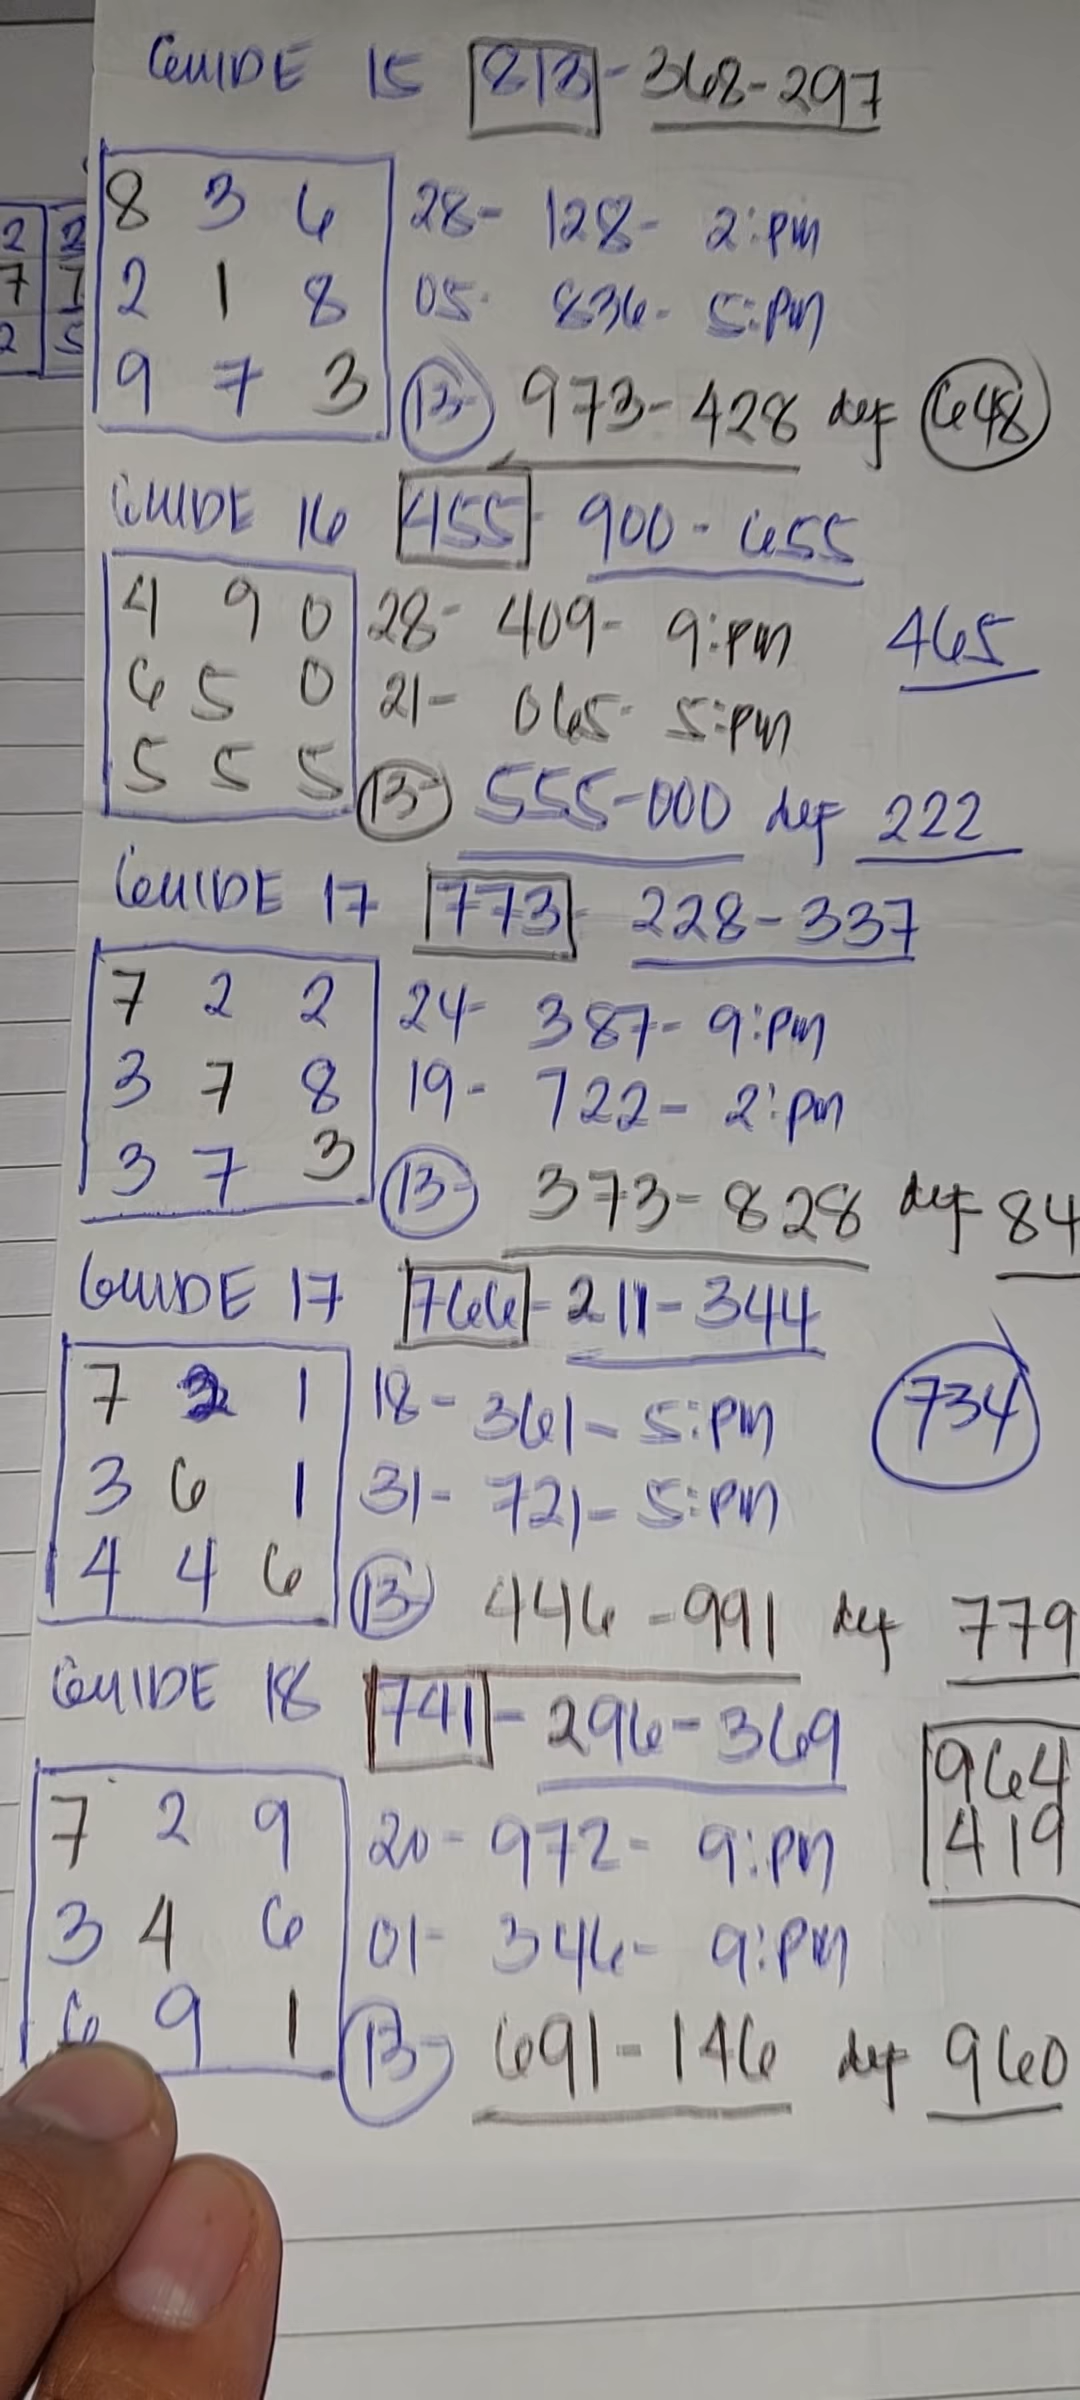 GUIDE 15 813-368-297
8 3 6
2 1 8
9 7 3
28- 128- 2:pm
05- 836- 5:pm
13- 973-428 def 648
GUIDE 16 455- 900-655
4 9 0
6 5 0
5 5 5
28- 409- 9:pm
465
21- 065- 5:pm
13- 555-000 def 222
GUIDE 17 773- 228-337
7 2 2
3 7 8
3 7 3
24- 387- 9:pm
19- 722- 2:pm
13- 373-828 def 84
GUIDE 17 766-211-344
7 2 1
3 6 1
4 4 6
18- 361- 5:pm
734
31- 721- 5:pm
13- 446-991 def 779
GUIDE 18 741-296-369
7 2 9
3 4 6
6 9 1
20- 972- 9:pm
964
419
01- 346- 9:pm
13- 691-146 def 960
2 2
7
2 5